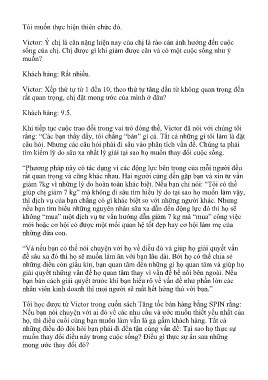 Tôi muốn thực hiện thiên chức đó.
Victor: Ý chị là cân nặng hiện nay của chị là rào cản ảnh hưởng đến cuộc
sống của chị. Chị được gì khi giảm được cân và có một cuộc sống như ý
muốn?
Khách hàng: Rất nhiều.
Victor: Xếp thứ tự từ 1 đến 10, theo thứ tự tăng dần từ không quan trọng đến
rất quan trọng, chị đặt mong ước của mình ở đâu?
Khách hàng: 9.5.
Khi tiếp tục cuộc trao đổi trong vai trò đóng thế, Victor đã nói với chúng tôi
rằng: “Các bạn thấy đây, tôi chẳng “bán” gì cả. Tất cả những gì tôi làm là đặt
câu hỏi. Nhưng các câu hỏi phải đi sâu vào phân tích vấn đề. Chúng ta phải
tìm kiếm lý do sâu xa nhất lý giải tại sao họ muốn thay đổi cuộc sống.
“Phương pháp này có tác dụng vì các động lực bên trong của mỗi người đều
rất quan trọng và cũng khác nhau. Hai người cùng đến gặp bạn và xin tư vấn
giảm 7kg vì những lý do hoàn toàn khác biệt. Nếu bạn chỉ nói: “Tôi có thể
giúp chị giảm 7 kg” mà không đi sâu tìm hiểu lý do tại sao họ muốn làm vậy,
thì dịch vụ của bạn chẳng có gì khác biệt so với những người khác. Nhưng
nếu bạn tìm hiểu những nguyên nhân sâu xa dẫn đến động lực đó thì họ sẽ
không “mua” một dịch vụ tư vấn hướng dẫn giảm 7 kg mà “mua” công việc
mới hoặc cơ hội có được một mối quan hệ tốt đẹp hay cơ hội làm mẹ của
những đứa con.
“Và nếu bạn có thể nói chuyện với họ về điều đó và giúp họ giải quyết vấn
đề sâu xa đó thì họ sẽ muốn làm ăn với bạn lâu dài. Bởi họ có thể chia sẻ
những điều còn giấu kín, bạn quan tâm đến những gì họ quan tâm và giúp họ
giải quyết những vấn đề họ quan tâm thay vì vấn đề bề nổi bên ngoài. Nếu
bạn bán cách giải quyết trước khi bạn hiểu rõ về vấn đề như phần lớn các
nhân viên kinh doanh thì mọi người sẽ mất hết hứng thú với bạn.”
Tôi học được từ Victor trong cuốn sách Tăng tốc bán hàng bằng SPIN rằng:
Nếu bạn nói chuyện với ai đó về các nhu cầu và ước muốn thiết yếu nhất của
họ, thì điều cuối cùng bạn muốn làm vẫn là gạ gẫm khách hàng. Tất cả
những điều đó đòi hỏi bạn phải đi đến tận cùng vấn đề: Tại sao họ thực sự
muốn thay đổi điều này trong cuộc sống? Điều gì thực sự ẩn sau những
mong ước thay đổi đó?